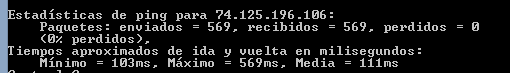 Estadísticas de ping para 74.125.196.106:
Paquetes: enviados = 569, recibidos = 569, perdidos = 0
(0% perdidos),
Tiempos aproximados de ida y vuelta en milisegundos:
Mínimo = 103ms, Máximo = 569ms, Media = 111ms